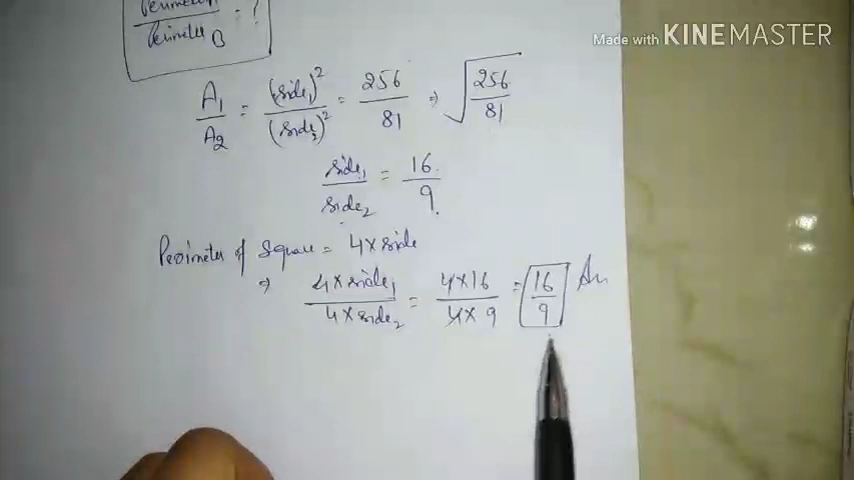 Made with KINEMASTER
Perimeter B = ?
A1/A2 = (side1)²/(side2)² = 256/81 ⇒ √256/81
side1/side2 = 16/9
Perimeter of Square = 4×side
⇒ 4×side1/4×side2 = 4×16/4×9 = 16/9 Ans